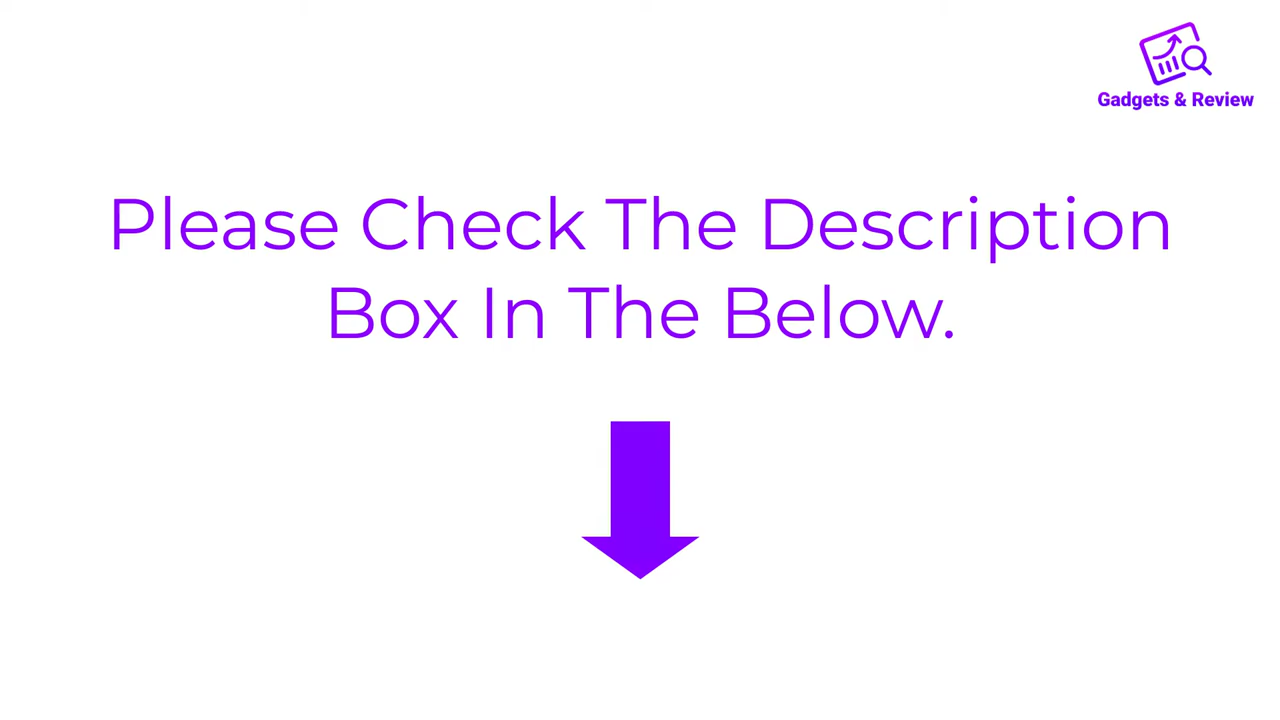 Gadgets & Review
Please Check The Description
Box In The Below.